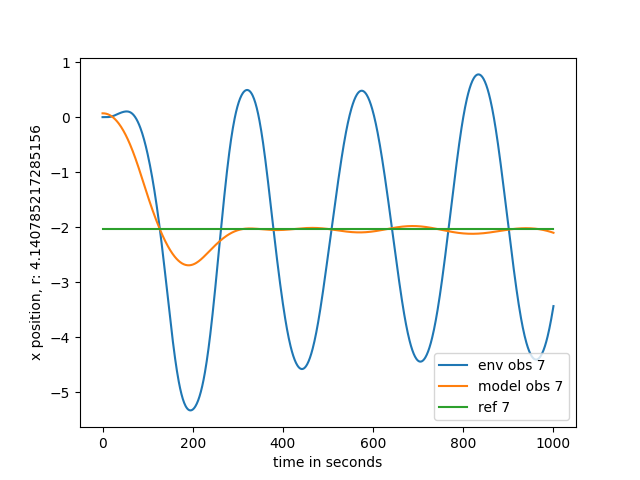 1
0
−1
−2
−3
−4
−5
x position, r: 4.140785217285156
0
200
400
600
800
1000
time in seconds
env obs 7
model obs 7
ref 7